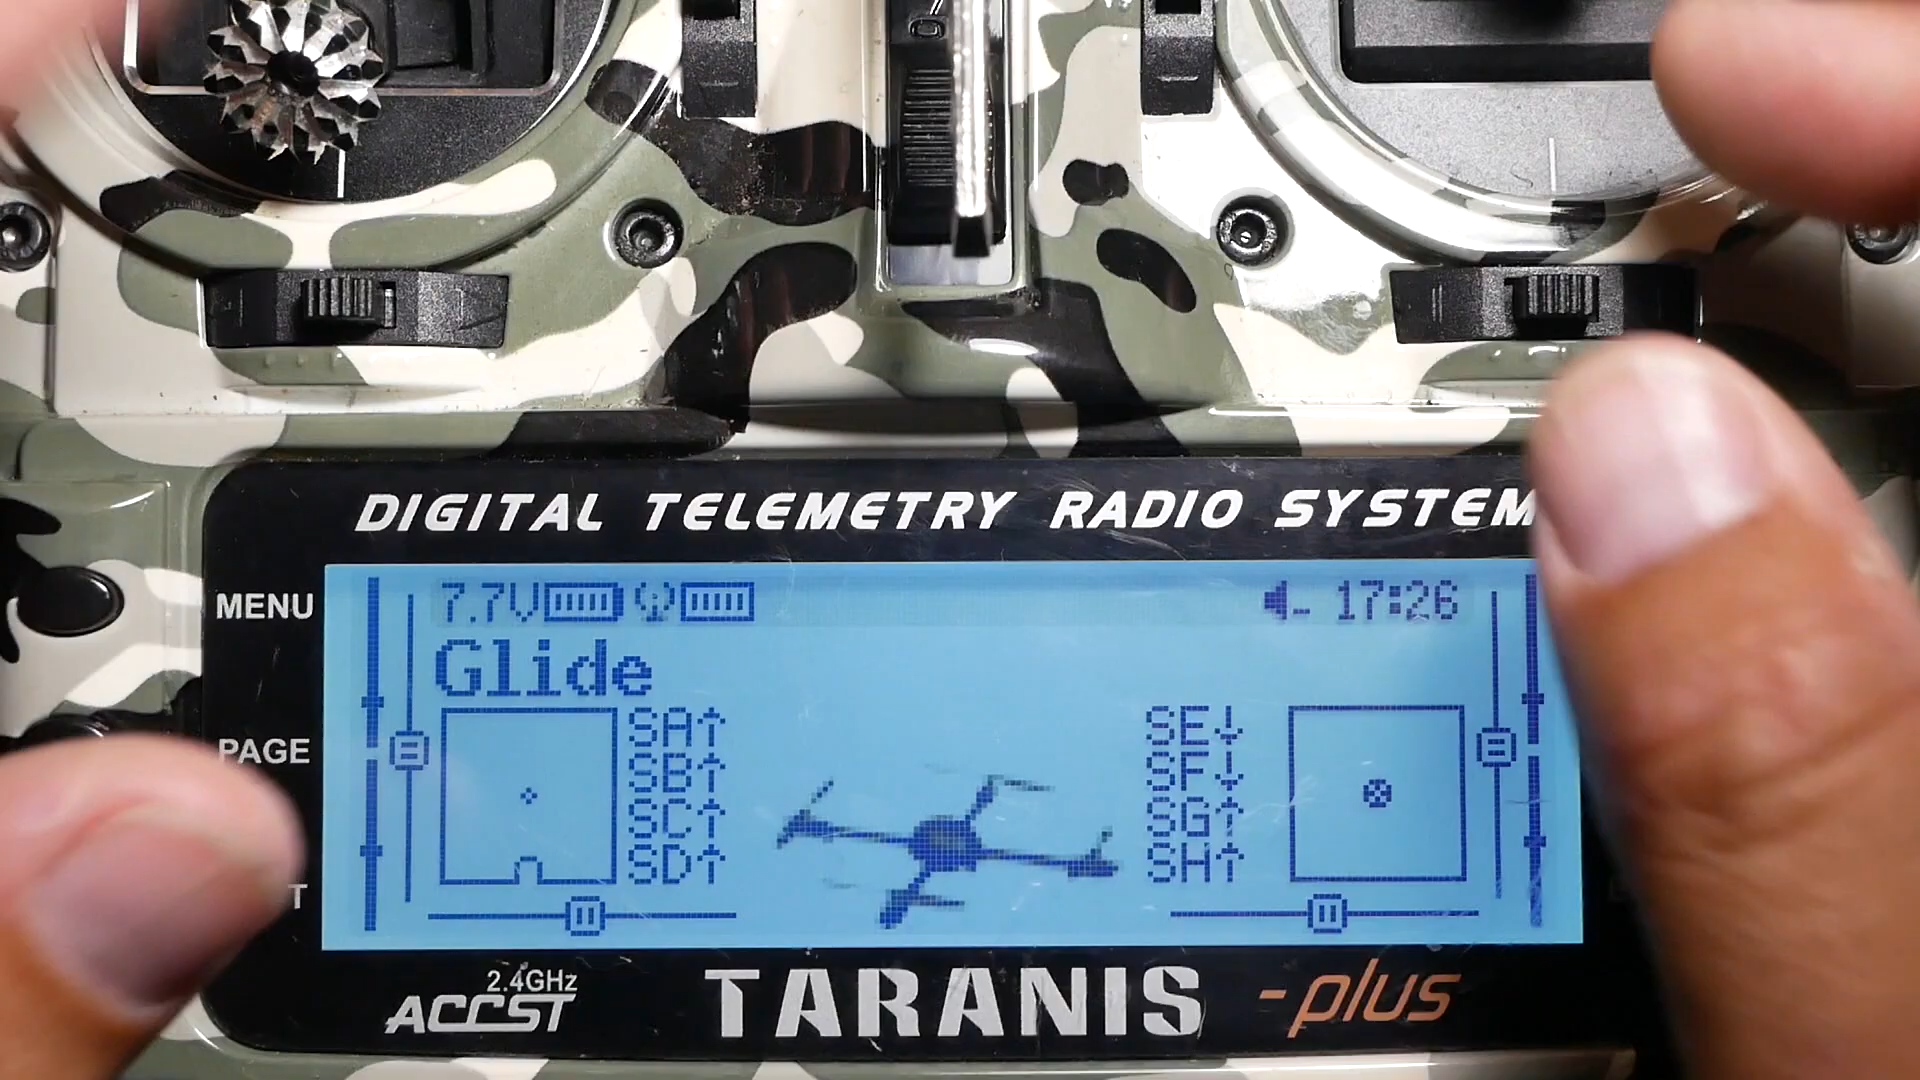 DIGITAL TELEMETRY RADIO SYSTEM
MENU
7.7V
17:26
Glide
PAGE
SA↑
SB↑
SC↑
SD↑
SE↓
SF↓
SG↑
SH↑
T
2.4GHz
ACCST
TARANIS
-plus